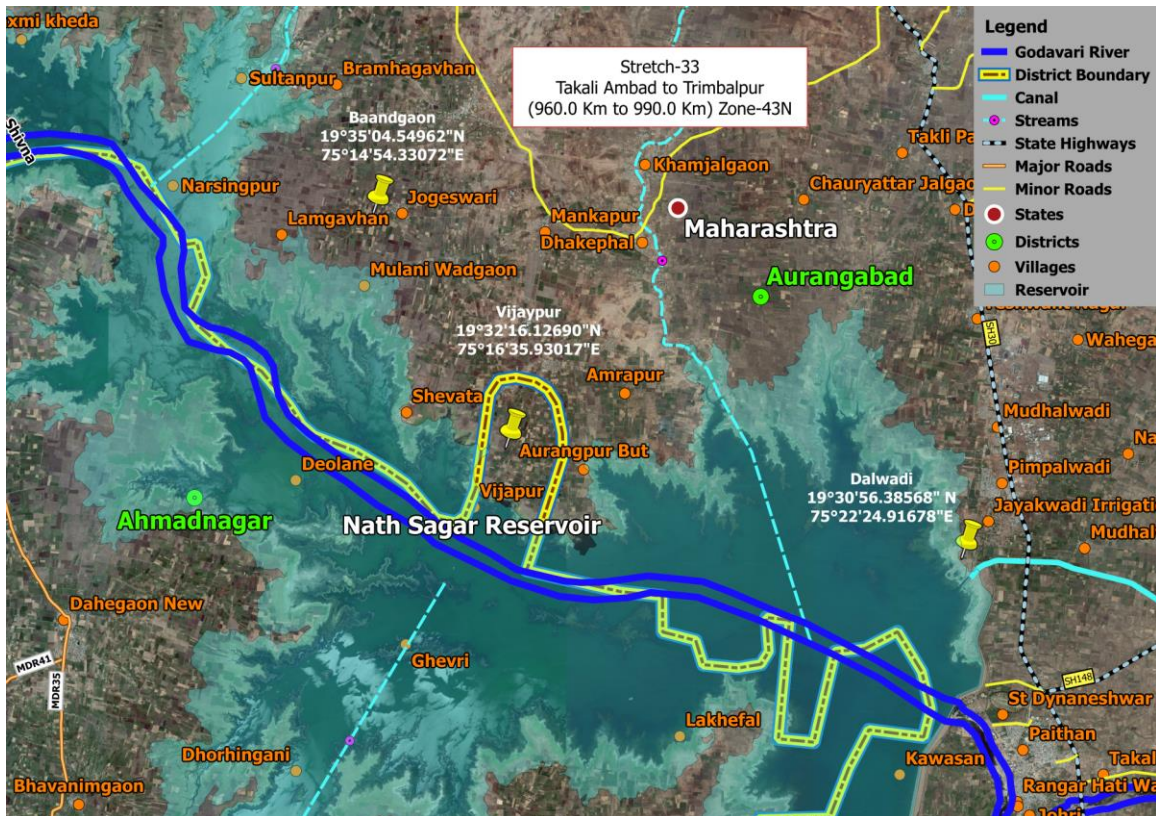 xmi kheda
Sultanpur
Bramhagavhan
Stretch-33
Takali Ambad to Trimbalpur
(960.0 Km to 990.0 Km) Zone-43N
Legend
Godavari River
District Boundary
Canal
Streams
State Highways
Major Roads
Minor Roads
States
Districts
Villages
Reservoir
Shivna
Baandgaon
19°35'04.54962"N
75°14'54.33072"E
Takli Pa
Khamjalgaon
Narsingpur
Jogeswari
Chauryattar Jalgao
D
Lamgavhan
Mankapur
Dhakephal
Maharashtra
Mulani Wadgaon
Aurangabad
Vijaypur
19°32'16.12690"N
75°16'35.93017"E
SH30
Wahega
Amrapur
Shevata
Mudhalwadi
Na
Aurangpur But
Deolane
Pimpalwadi
Dalwadi
19°30'56.38568" N
75°22'24.91678"E
Vijapur
Ahmadnagar
Nath Sagar Reservoir
Jayakwadi Irrigati
Mudhal
Dahegaon New
MDR41
MDR35
Ghevri
SH148
St Dynaneshwar
Lakhefal
Paithan
Dhorhingani
Kawasan
Takal
Bhavanimgaon
Rangar Hati Wa
Johri